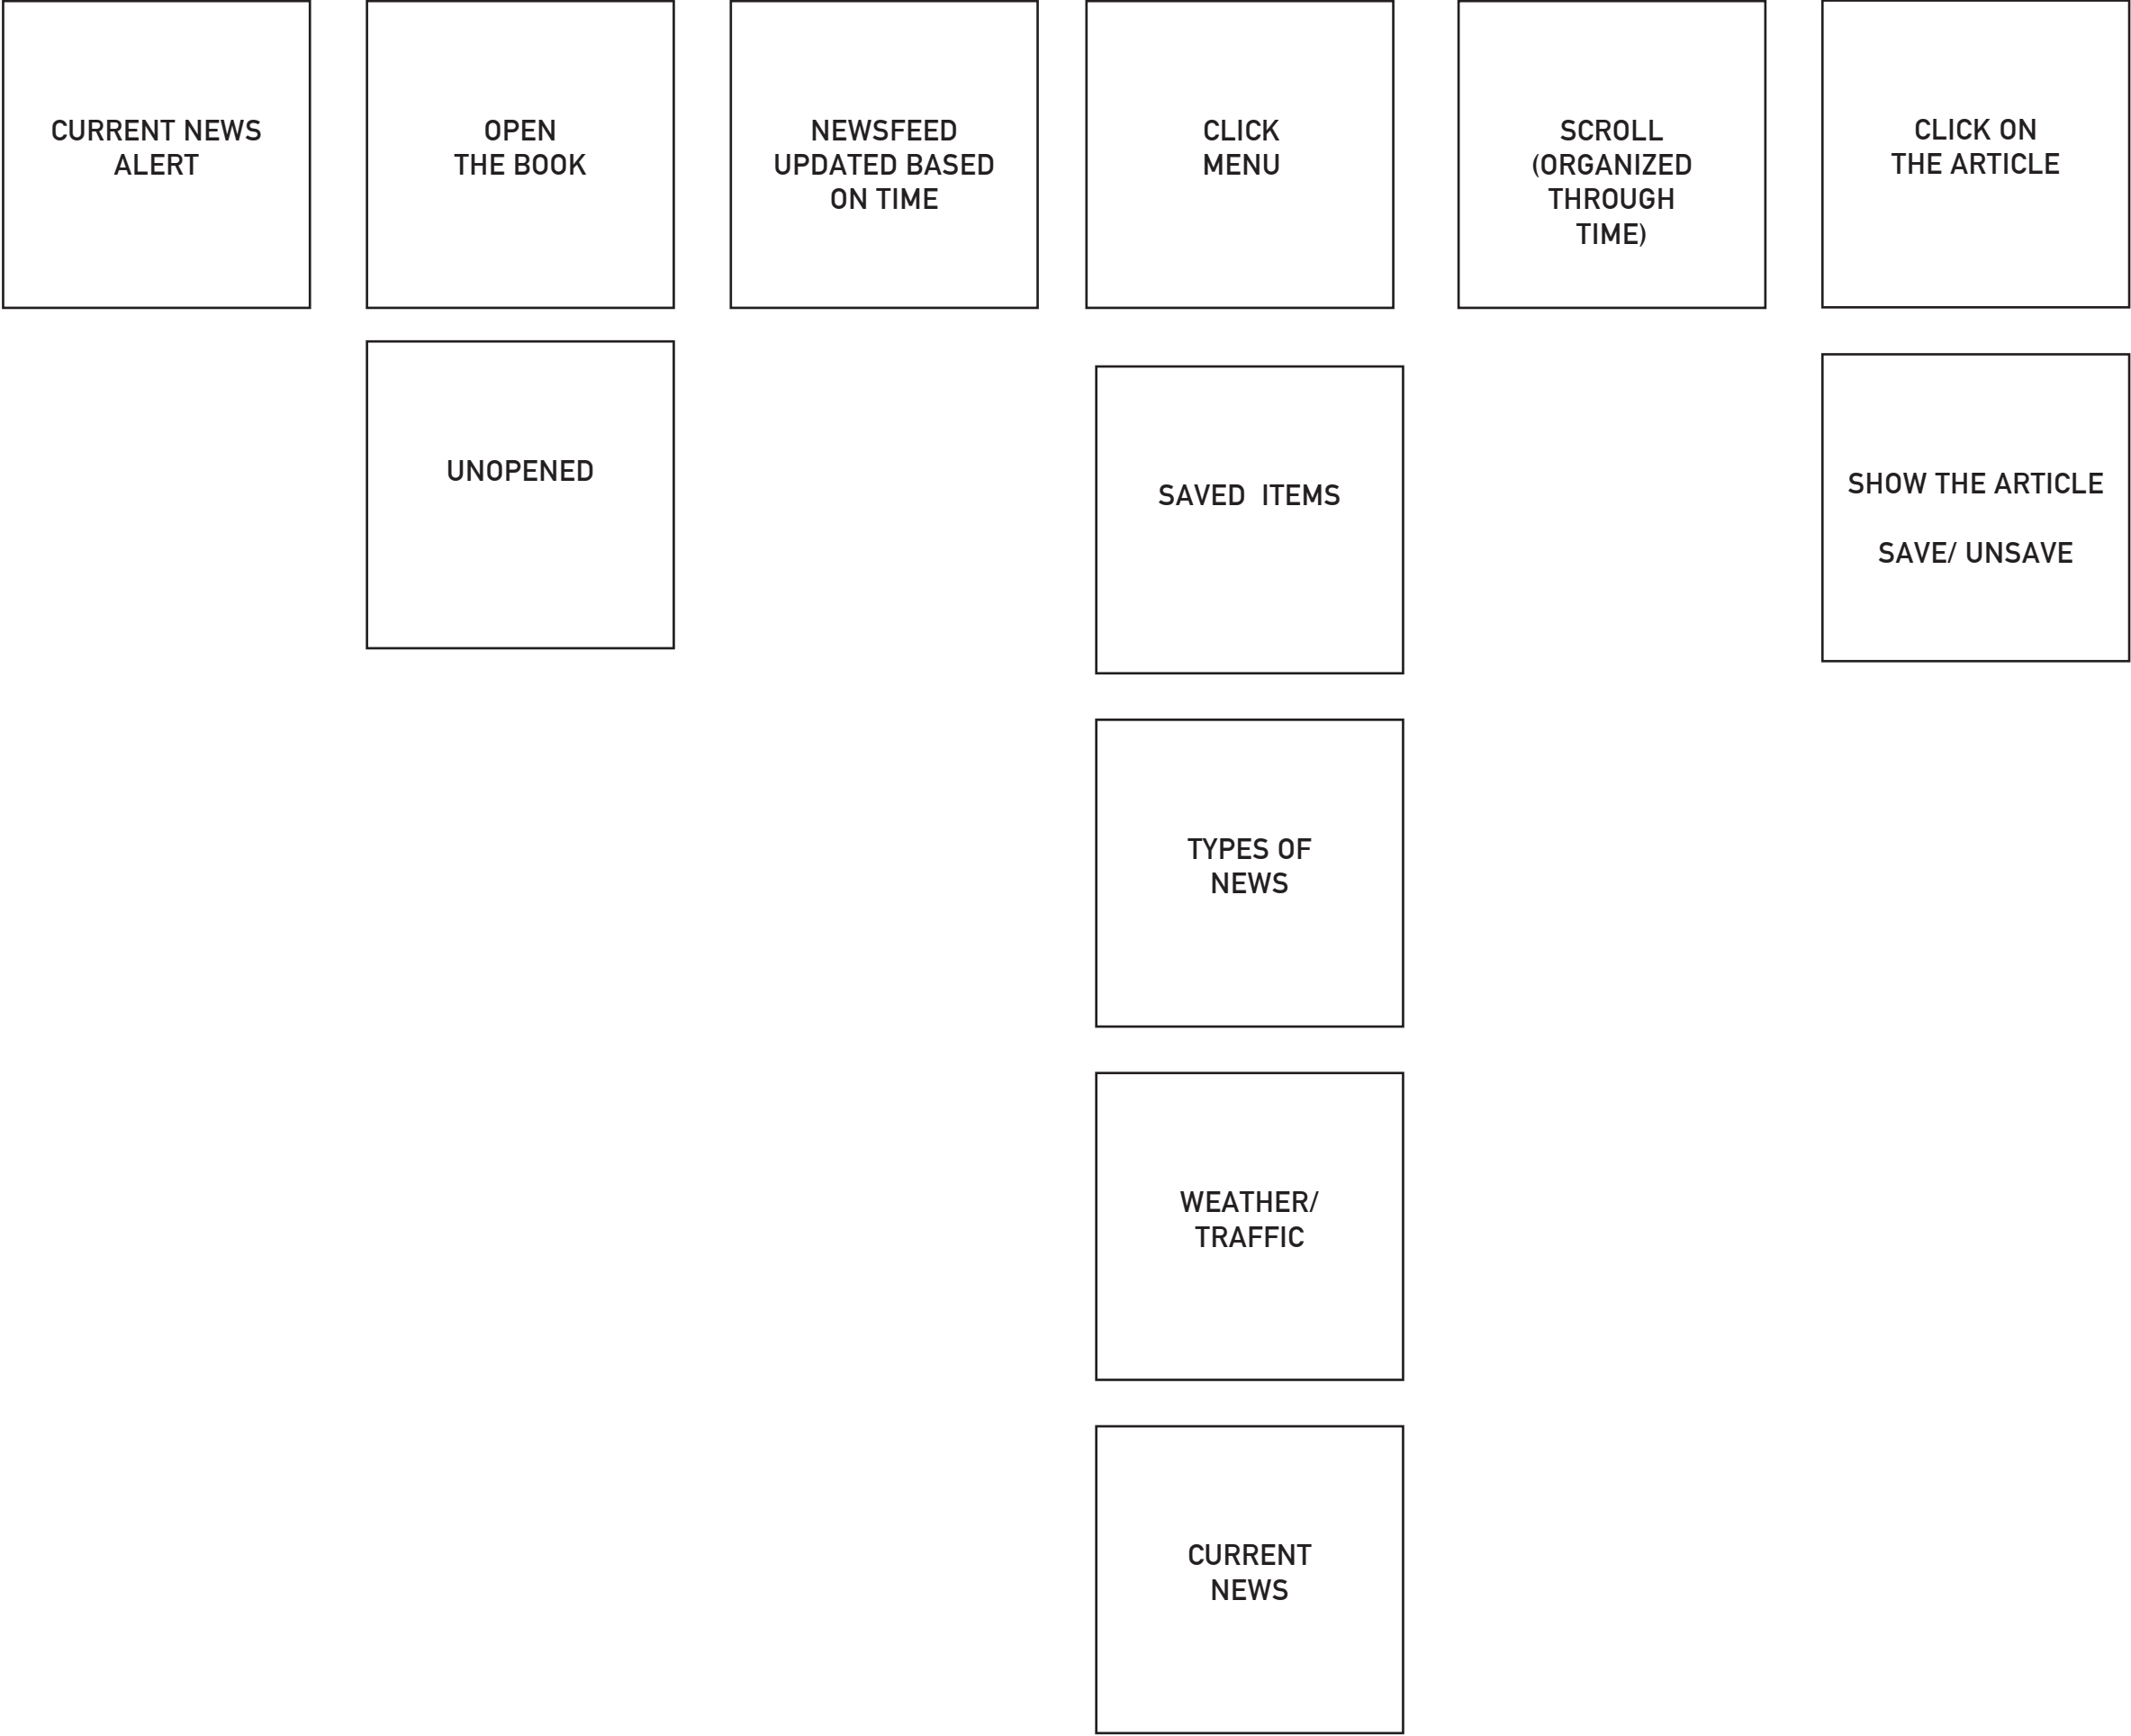 CURRENT NEWS
ALERT
OPEN
THE BOOK
NEWSFEED
UPDATED BASED
ON TIME
CLICK
MENU
SCROLL
(ORGANIZED
THROUGH
TIME)
CLICK ON
THE ARTICLE
UNOPENED
SAVED  ITEMS
SHOW THE ARTICLE
SAVE/ UNSAVE
TYPES OF
NEWS
WEATHER/
TRAFFIC
CURRENT
NEWS